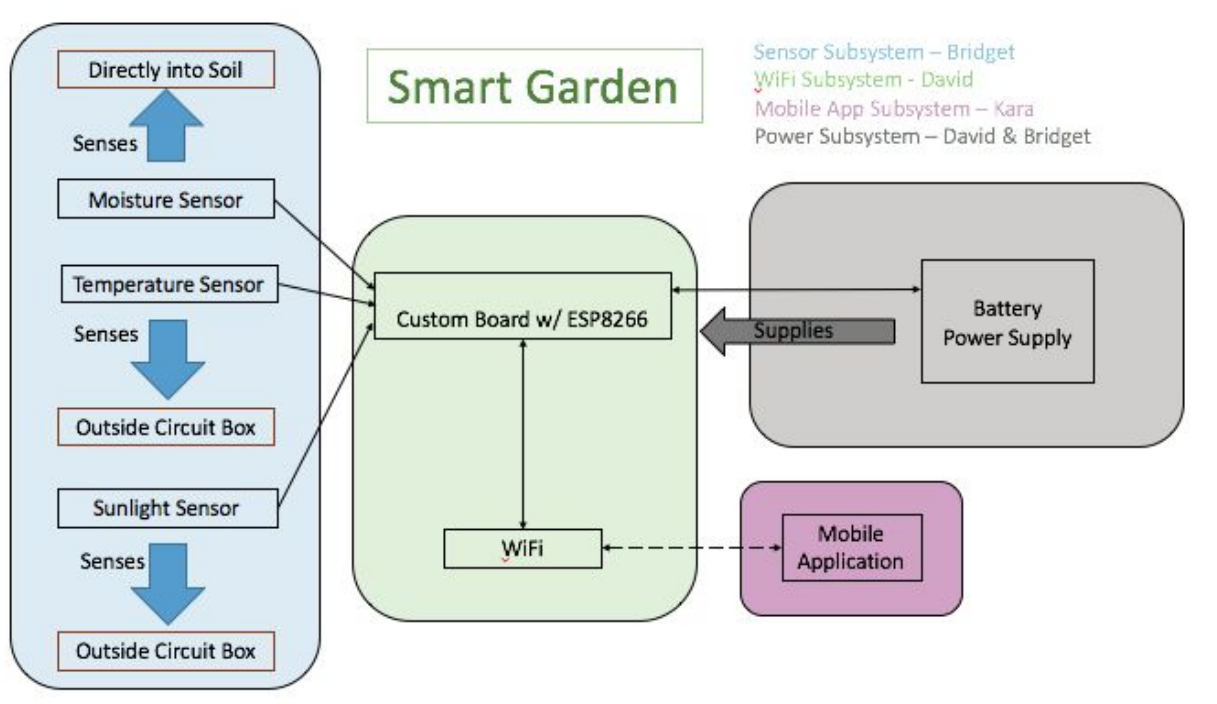 Smart Garden
Sensor Subsystem – Bridget
WiFi Subsystem - David
Mobile App Subsystem – Kara
Power Subsystem – David & Bridget
Directly into Soil
Senses
Moisture Sensor
Temperature Sensor
Senses
Outside Circuit Box
Sunlight Sensor
Senses
Outside Circuit Box
Custom Board w/ ESP8266
WiFi
Supplies
Battery
Power Supply
Mobile
Application